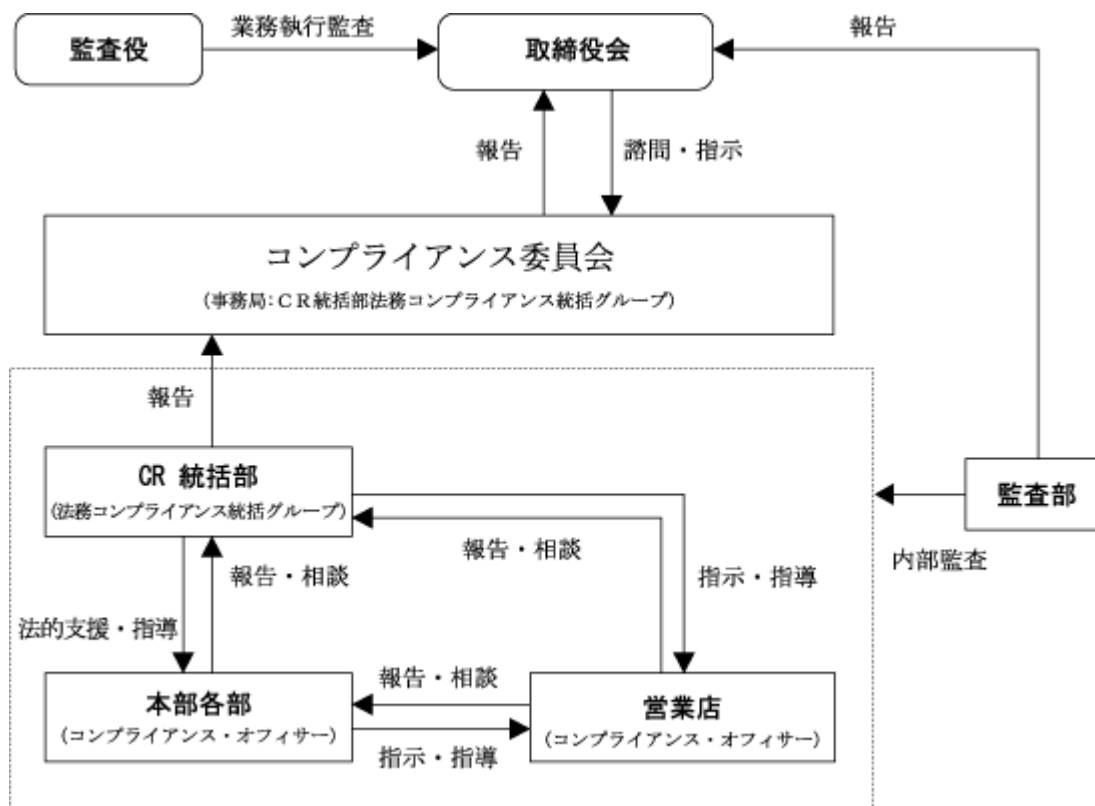 監査役
業務執行監査
取締役会
報告
報告
諮問・指示
コンプライアンス委員会
(事務局:CR統括部法務コンプライアンス統括グループ)
報告
CR 統括部
(法務コンプライアンス統括グループ)
監査部
報告・相談
報告・相談
内部監査
指示・指導
法的支援・指導
報告・相談
本部各部
(コンプライアンス・オフィサー)
営業店
(コンプライアンス・オフィサー)
指示・指導